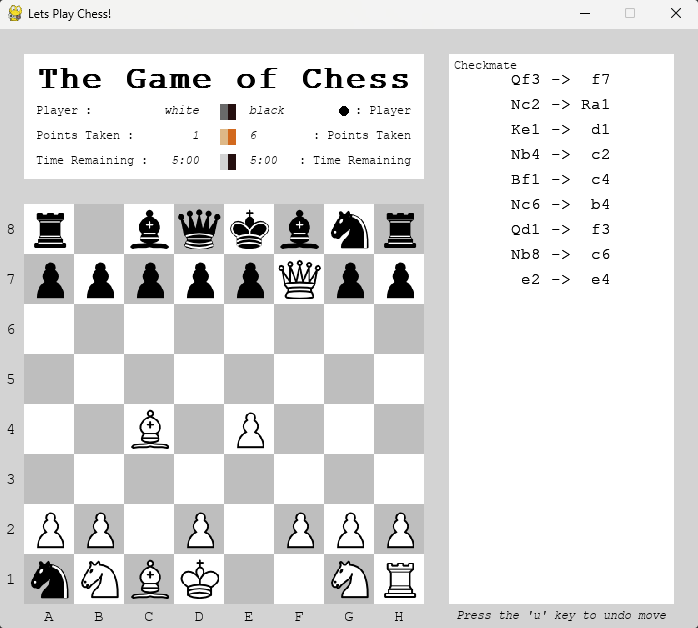 Lets Play Chess!
The Game of Chess
Player : white black : Player
Points Taken : 1 6 : Points Taken
Time Remaining : 5:00 5:00 : Time Remaining
Checkmate
Qf3 -> f7
Nc2 -> Ra1
Ke1 -> d1
Nb4 -> c2
Bf1 -> c4
Nc6 -> b4
Qd1 -> f3
Nb8 -> c6
e2 -> e4
8
7
6
5
4
3
2
1
A B C D E F G H
Press the 'u' key to undo move